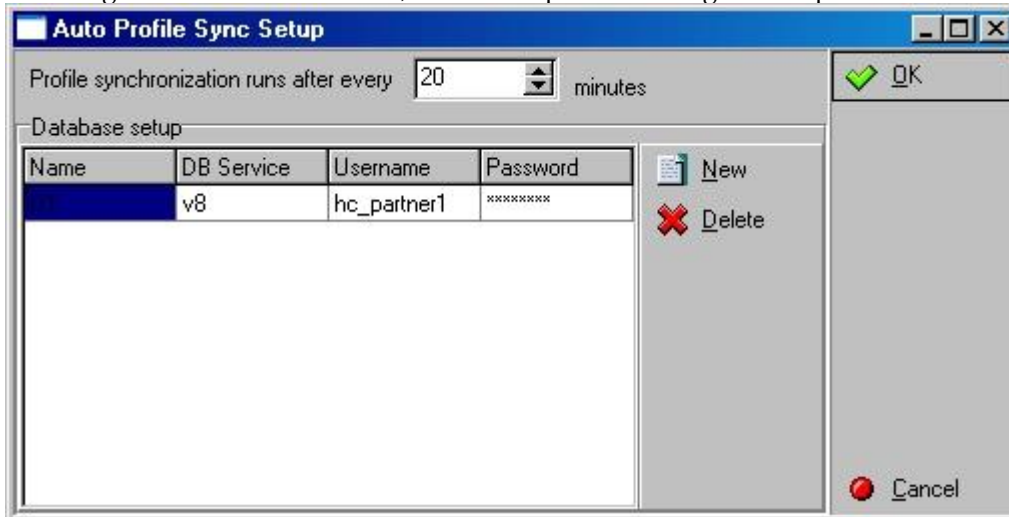 Auto Profile Sync Setup
Profile synchronization runs after every 20 minutes
OK
Database setup
Name DB Service Username Password
v8 hc_partner1 ********
New
Delete
Cancel